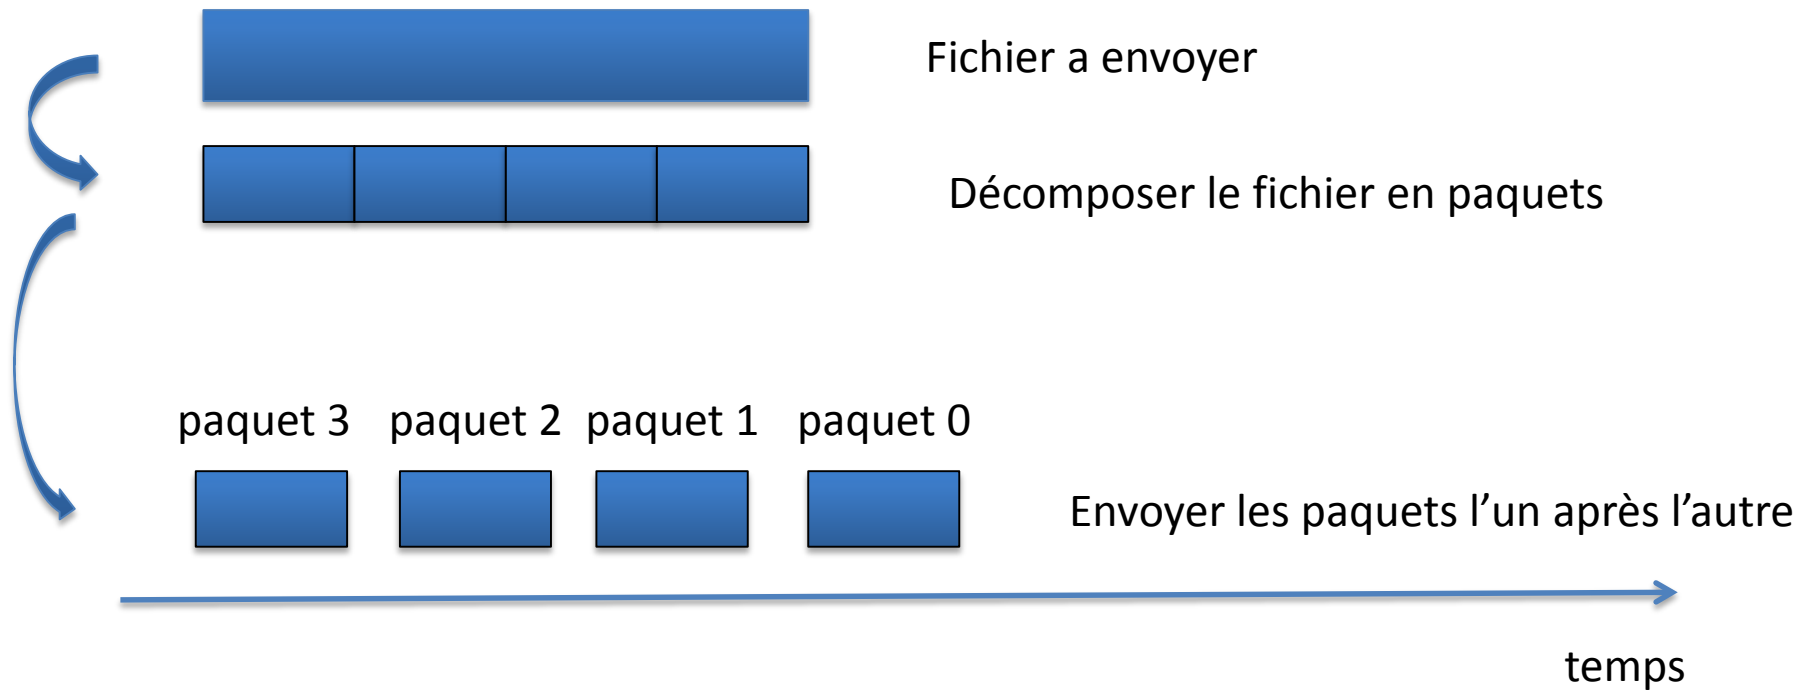 Fichier a envoyer
Décomposer le fichier en paquets
paquet 3 paquet 2 paquet 1 paquet 0
Envoyer les paquets l’un après l’autre
temps